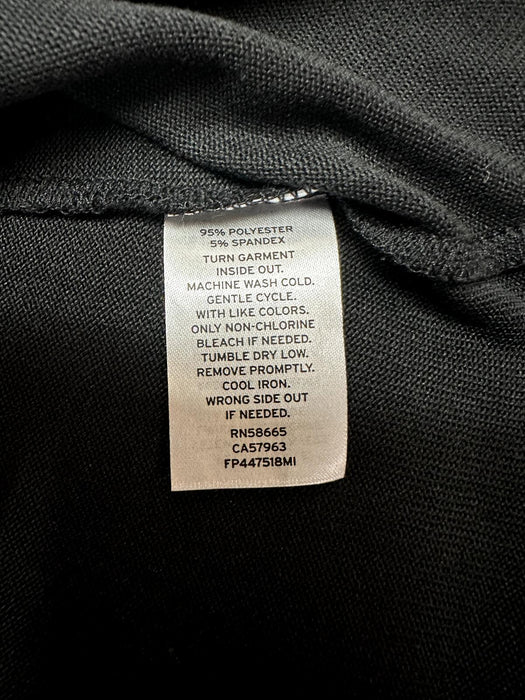 95% POLYESTER
5% SPANDEX
TURN GARMENT
INSIDE OUT.
MACHINE WASH COLD.
GENTLE CYCLE.
WITH LIKE COLORS.
ONLY NON-CHLORINE
BLEACH IF NEEDED.
TUMBLE DRY LOW.
REMOVE PROMPTLY.
COOL IRON.
WRONG SIDE OUT
IF NEEDED.
RN58665
CA57963
FP447518MI